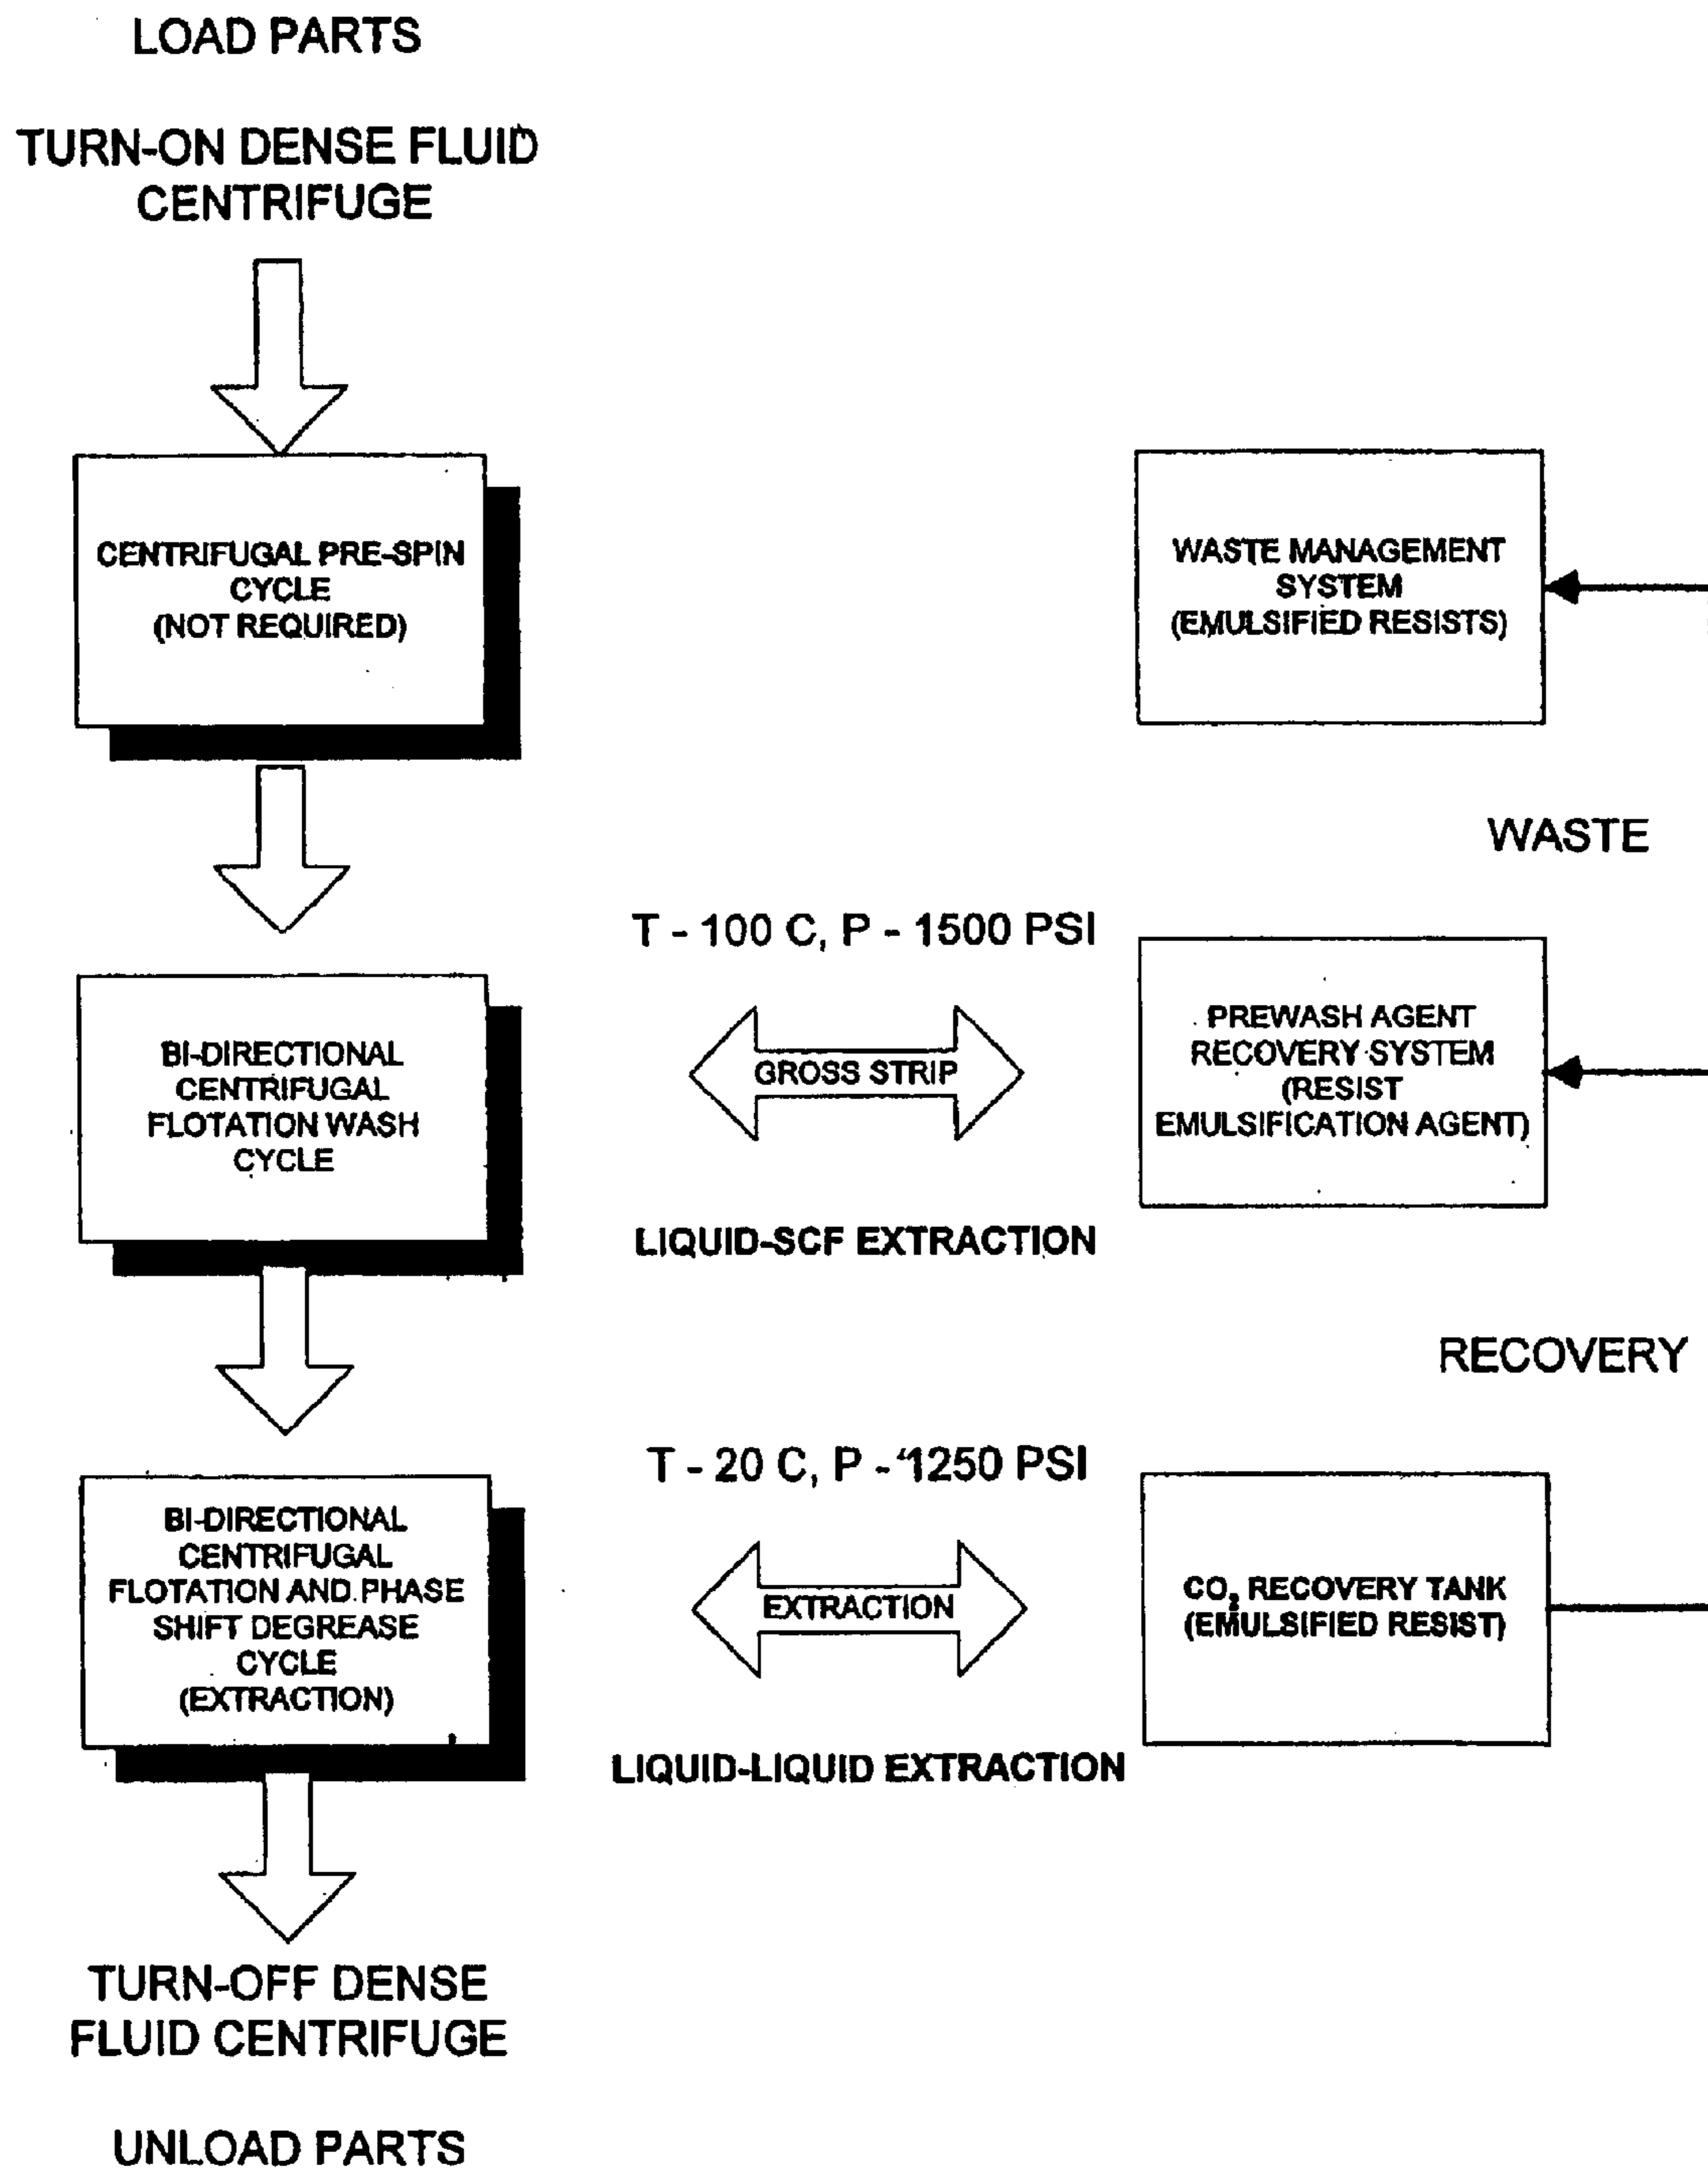 LOAD PARTS
TURN-ON DENSE FLUID
CENTRIFUGE
CENTRIFUGAL PRE-SPIN
CYCLE
(NOT REQUIRED)
WASTE MANAGEMENT
SYSTEM
(EMULSIFIED RESISTS)
WASTE
T - 100 C, P - 1500 PSI
BI-DIRECTIONAL
CENTRIFUGAL
FLOTATION WASH
CYCLE
GROSS STRIP
PREWASH AGENT
RECOVERY SYSTEM
(RESIST
EMULSIFICATION AGENT)
LIQUID-SCF EXTRACTION
RECOVERY
T - 20 C, P - 1250 PSI
BI-DIRECTIONAL
CENTRIFUGAL
FLOTATION AND PHASE
SHIFT DEGREASE
CYCLE
(EXTRACTION)
EXTRACTION
CO₂ RECOVERY TANK
(EMULSIFIED RESIST)
LIQUID-LIQUID EXTRACTION
TURN-OFF DENSE
FLUID CENTRIFUGE
UNLOAD PARTS